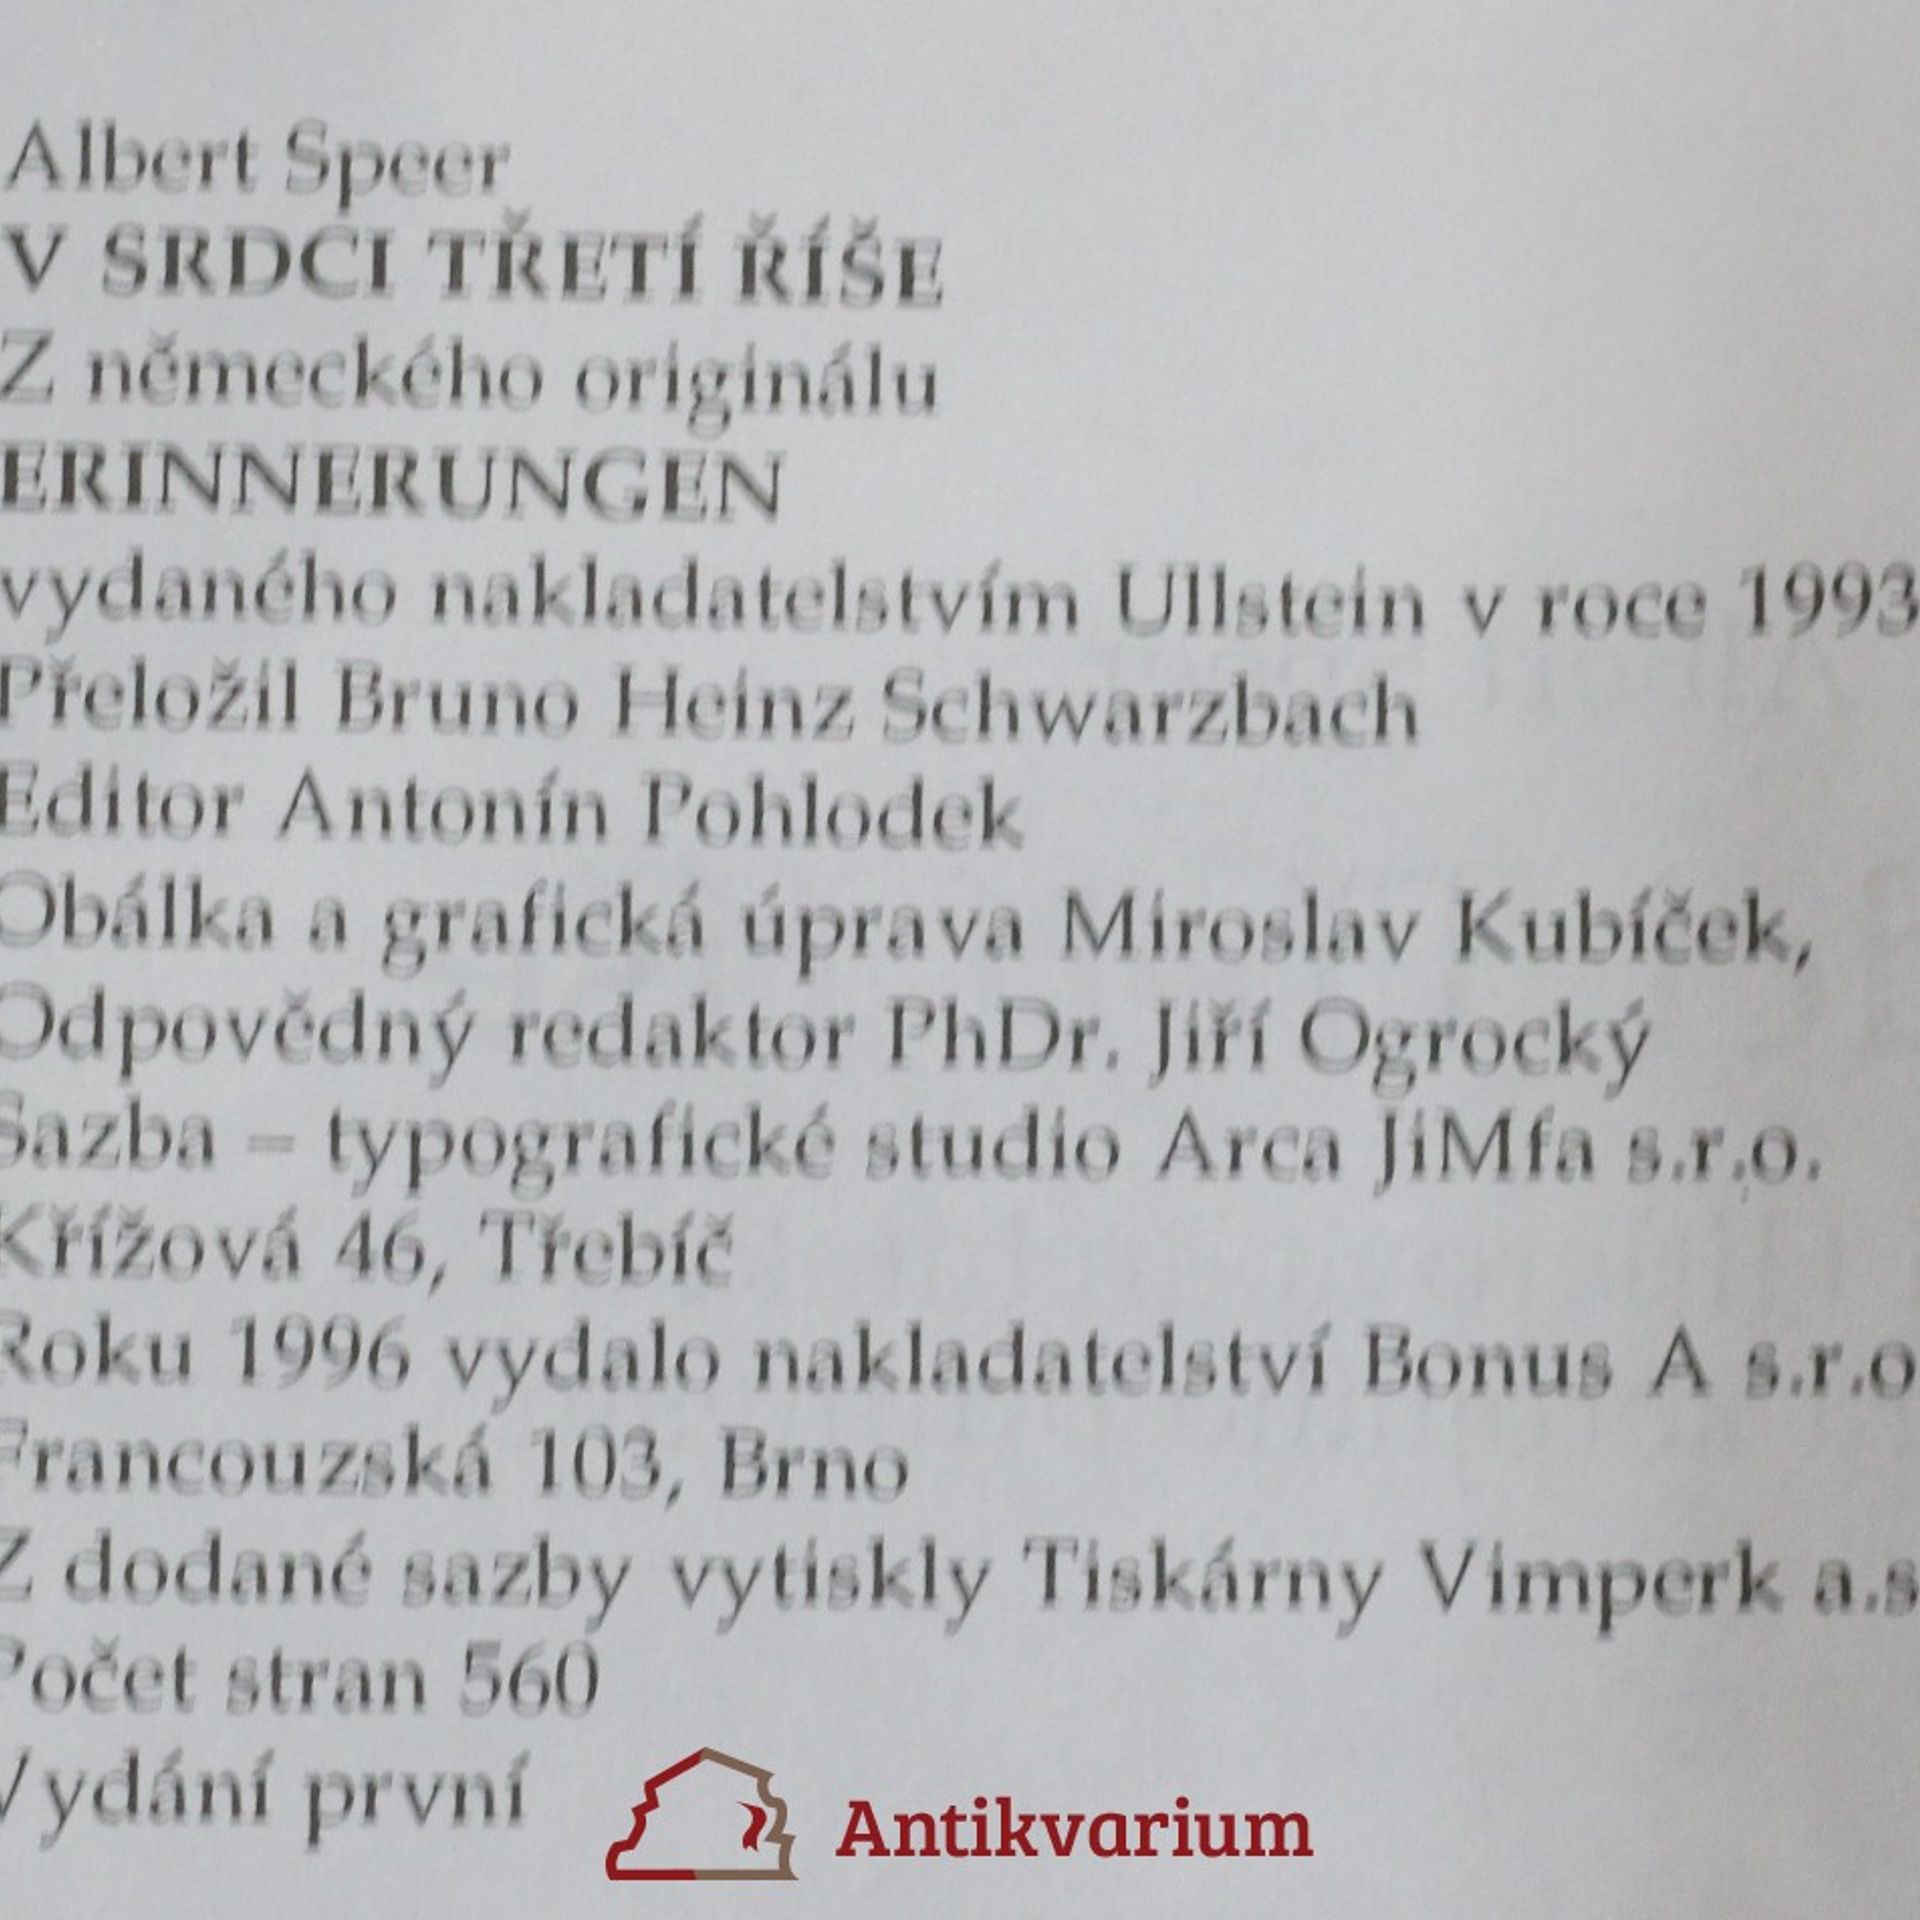 Albert Speer
V SRDCI TŘETÍ ŘÍŠE
Z německého originálu
ERINNERUNGEN
vydaného nakladatelstvím Ullstein v roce 1993
Přeložil Bruno Heinz Schwarzbach
Editor Antonín Pohlodek
Obálka a grafická úprava Miroslav Kubíček,
Odpovědný redaktor PhDr. Jiří Ogrocký
Sazba – typografické studio Arca JiMfa s.r.o.
Křížová 46, Třebíč
Roku 1996 vydalo nakladatelství Bonus A s.r.o
Francouzská 103, Brno
Z dodané sazby vytiskly Tiskárny Vimperk a.s
Počet stran 560
Vydání první
Antikvarium